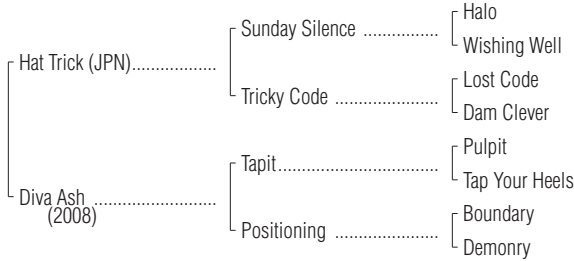 Halo
Sunday Silence ................
Wishing Well
Hat Trick (JPN)..................
Lost Code
Tricky Code ......................
Dam Clever
Pulpit
Tapit..................................
Tap Your Heels
Diva Ash ..........................
(2008)
Boundary
Positioning ......................
Demonry